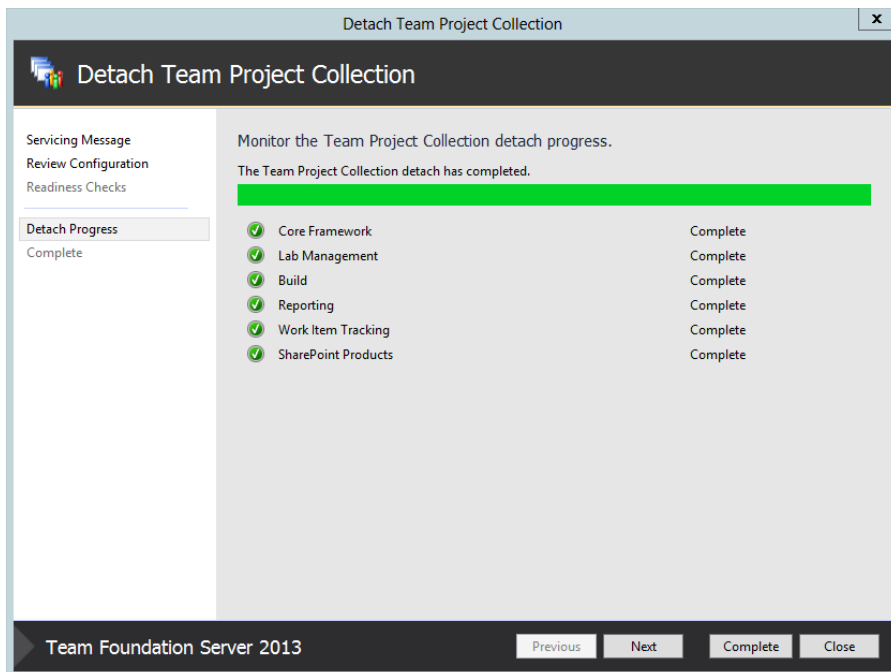 Detach Team Project Collection
x
Detach Team Project Collection
Servicing Message
Review Configuration
Readiness Checks
Detach Progress
Complete
Monitor the Team Project Collection detach progress.
The Team Project Collection detach has completed.
Core Framework Complete
Lab Management Complete
Build Complete
Reporting Complete
Work Item Tracking Complete
SharePoint Products Complete
Team Foundation Server 2013
Previous Next Complete Close